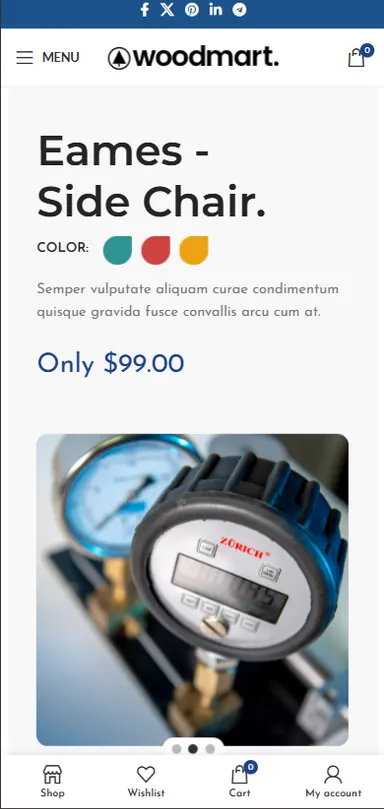 MENU
woodmart.
0
Eames -
Side Chair.
COLOR:
Semper vulputate aliquam curae condimentum
quisque gravida fusce convallis arcu cum at.
Only $99.00
ZÜRICH®
0
Shop
Wishlist
Cart
My account